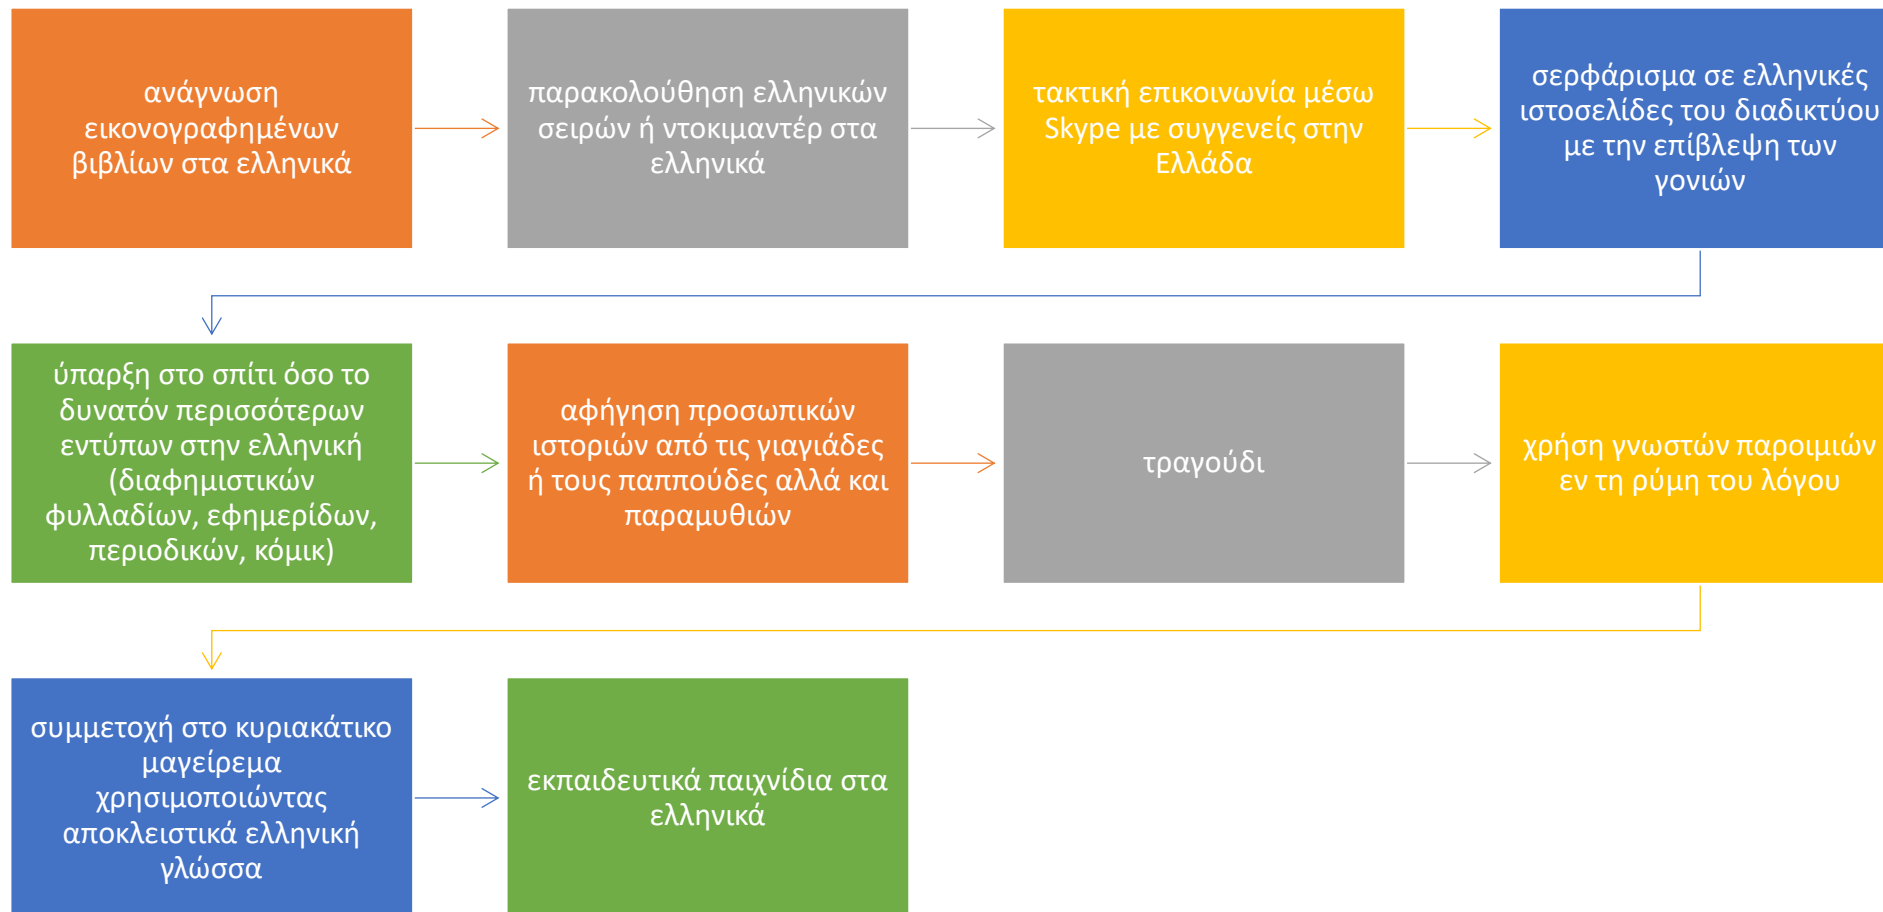 ανάγνωση
εικονογραφημένων
βιβλίων στα ελληνικά
παρακολούθηση ελληνικών
σειρών ή ντοκιμαντέρ στα
ελληνικά
τακτική επικοινωνία μέσω
Skype με συγγενείς στην
Ελλάδα
σερφάρισμα σε ελληνικές
ιστοσελίδες του διαδικτύου
με την επίβλεψη των
γονιών
ύπαρξη στο σπίτι όσο το
δυνατόν περισσότερων
εντύπων στην ελληνική
(διαφημιστικών
φυλλαδίων, εφημερίδων,
περιοδικών, κόμικ)
αφήγηση προσωπικών
ιστοριών από τις γιαγιάδες
ή τους παππούδες αλλά και
παραμυθιών
τραγούδι
χρήση γνωστών παροιμιών
εν τη ρύμη του λόγου
συμμετοχή στο κυριακάτικο
μαγείρεμα
χρησιμοποιώντας
αποκλειστικά ελληνική
γλώσσα
εκπαιδευτικά παιχνίδια στα
ελληνικά